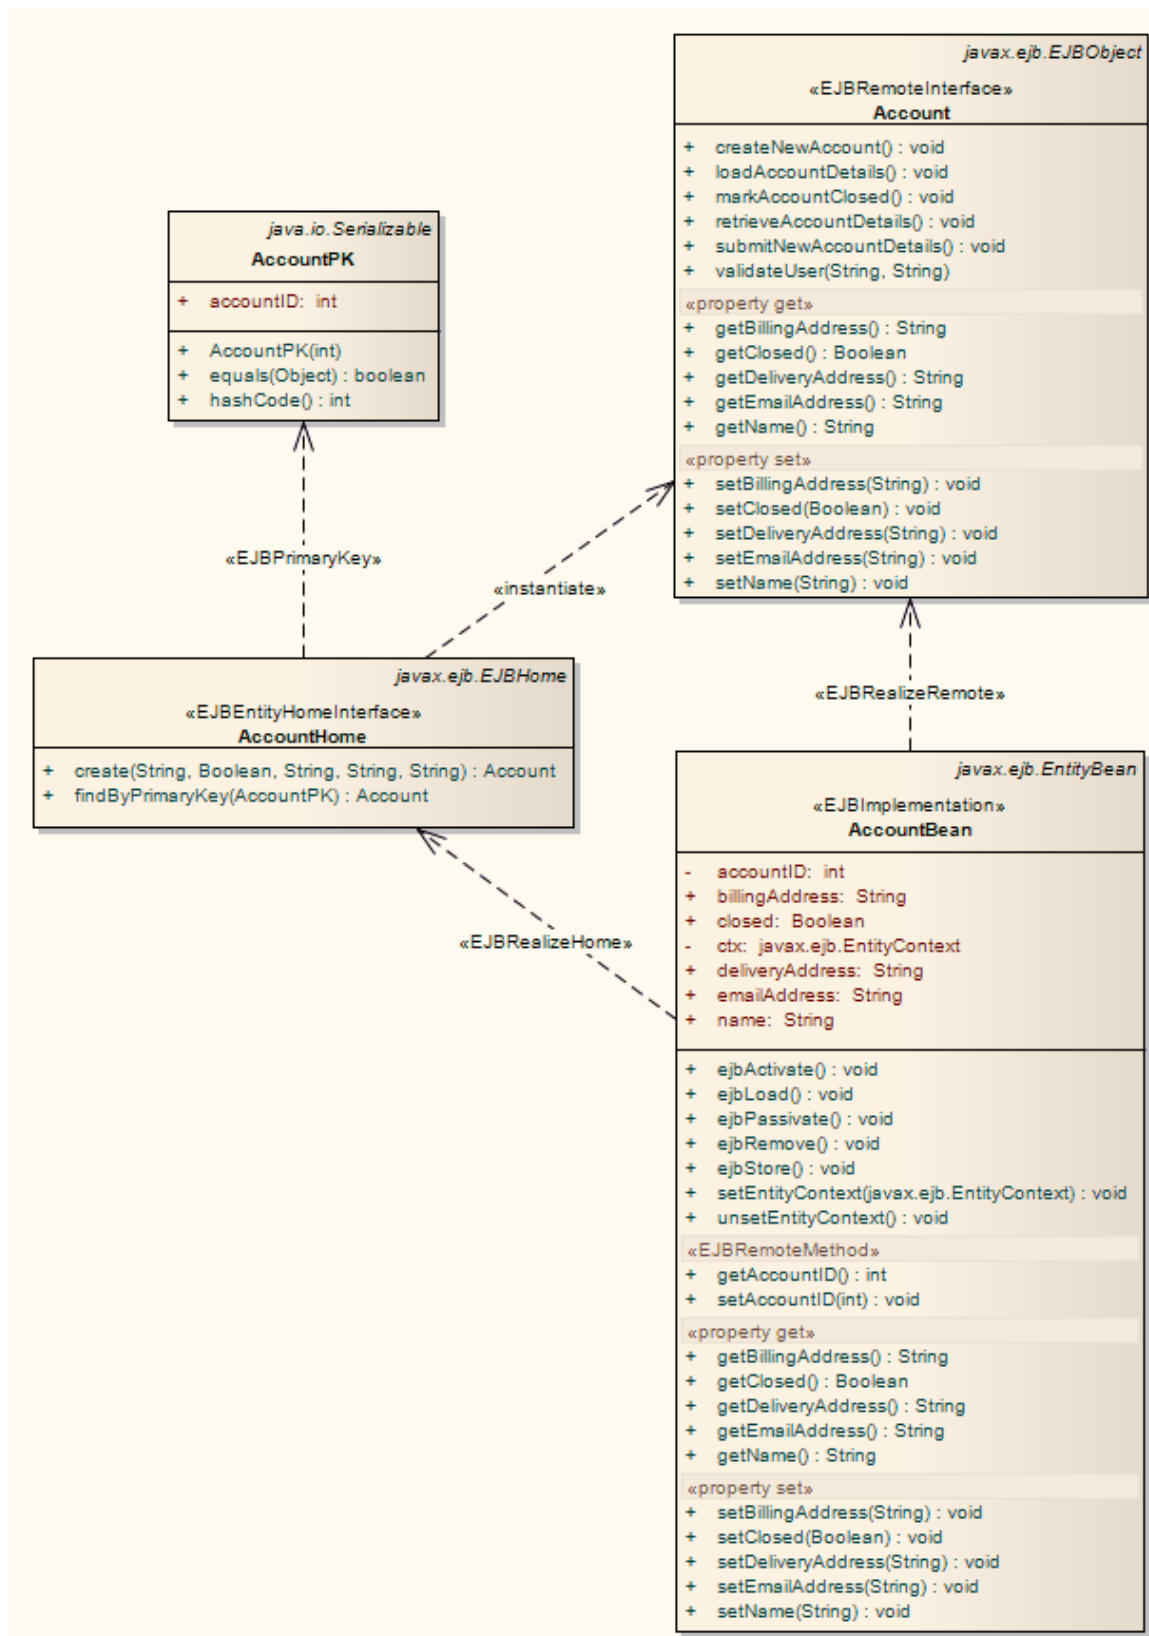 javax.ejb.EJBObject
«EJBRemoteInterface»
Account
+ createNewAccount() : void
+ loadAccountDetails() : void
+ markAccountClosed() : void
+ retrieveAccountDetails() : void
+ submitNewAccountDetails() : void
+ validateUser(String, String)
«property get»
+ getBillingAddress() : String
+ getClosed() : Boolean
+ getDeliveryAddress() : String
+ getEmailAddress() : String
+ getName() : String
«property set»
+ setBillingAddress(String) : void
+ setClosed(Boolean) : void
+ setDeliveryAddress(String) : void
+ setEmailAddress(String) : void
+ setName(String) : void
java.io.Serializable
AccountPK
+ accountID: int
+ AccountPK(int)
+ equals(Object) : boolean
+ hashCode() : int
«EJBPrimaryKey»
«instantiate»
javax.ejb.EJBHome
«EJBEntityHomeInterface»
AccountHome
+ create(String, Boolean, String, String, String) : Account
+ findByPrimaryKey(AccountPK) : Account
«EJBRealizeRemote»
«EJBRealizeHome»
javax.ejb.EntityBean
«EJBImplementation»
AccountBean
- accountID: int
+ billingAddress: String
+ closed: Boolean
- ctx: javax.ejb.EntityContext
+ deliveryAddress: String
+ emailAddress: String
+ name: String
+ ejbActivate() : void
+ ejbLoad() : void
+ ejbPassivate() : void
+ ejbRemove() : void
+ ejbStore() : void
+ setEntityContext(javax.ejb.EntityContext) : void
+ unsetEntityContext() : void
«EJBRemoteMethod»
+ getAccountID() : int
+ setAccountID(int) : void
«property get»
+ getBillingAddress() : String
+ getClosed() : Boolean
+ getDeliveryAddress() : String
+ getEmailAddress() : String
+ getName() : String
«property set»
+ setBillingAddress(String) : void
+ setClosed(Boolean) : void
+ setDeliveryAddress(String) : void
+ setEmailAddress(String) : void
+ setName(String) : void